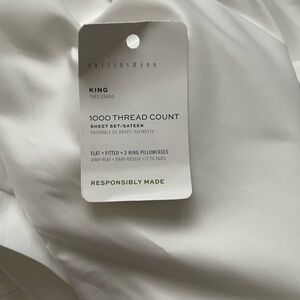 POTTERY BARN
KING
TRÈS GRAND
1000 THREAD COUNT
SHEET SET/SATEEN
ENSEMBLE DE DRAPS/SATINETTE
FLAT • FITTED • 2 KING PILLOWCASES
DRAP-PLAT • DRAP-HOUSSE • 2 TG TAIES
RESPONSIBLY MADE